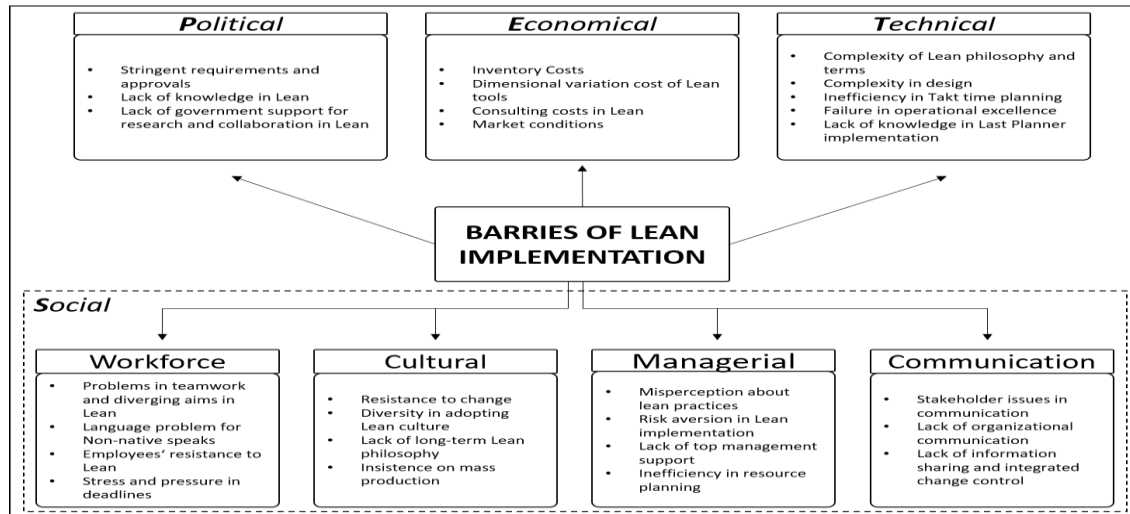 Political
• Stringent requirements and
approvals
• Lack of knowledge in Lean
• Lack of government support for
research and collaboration in Lean
Economical
• Inventory Costs
• Dimensional variation cost of Lean
tools
• Consulting costs in Lean
• Market conditions
Technical
• Complexity of Lean philosophy and
terms
• Complexity in design
• Inefficiency in Takt time planning
• Failure in operational excellence
• Lack of knowledge in Last Planner
implementation
BARRIES OF LEAN
IMPLEMENTATION
Social
Workforce
• Problems in teamwork
and diverging aims in
Lean
• Language problem for
Non-native speaks
• Employees‘ resistance to
Lean
• Stress and pressure in
deadlines
Cultural
• Resistance to change
• Diversity in adopting
Lean culture
• Lack of long-term Lean
philosophy
• Insistence on mass
production
Managerial
• Misperception about
lean practices
• Risk aversion in Lean
implementation
• Lack of top management
support
• Inefficiency in resource
planning
Communication
• Stakeholder issues in
communication
• Lack of organizational
communication
• Lack of information
sharing and integrated
change control